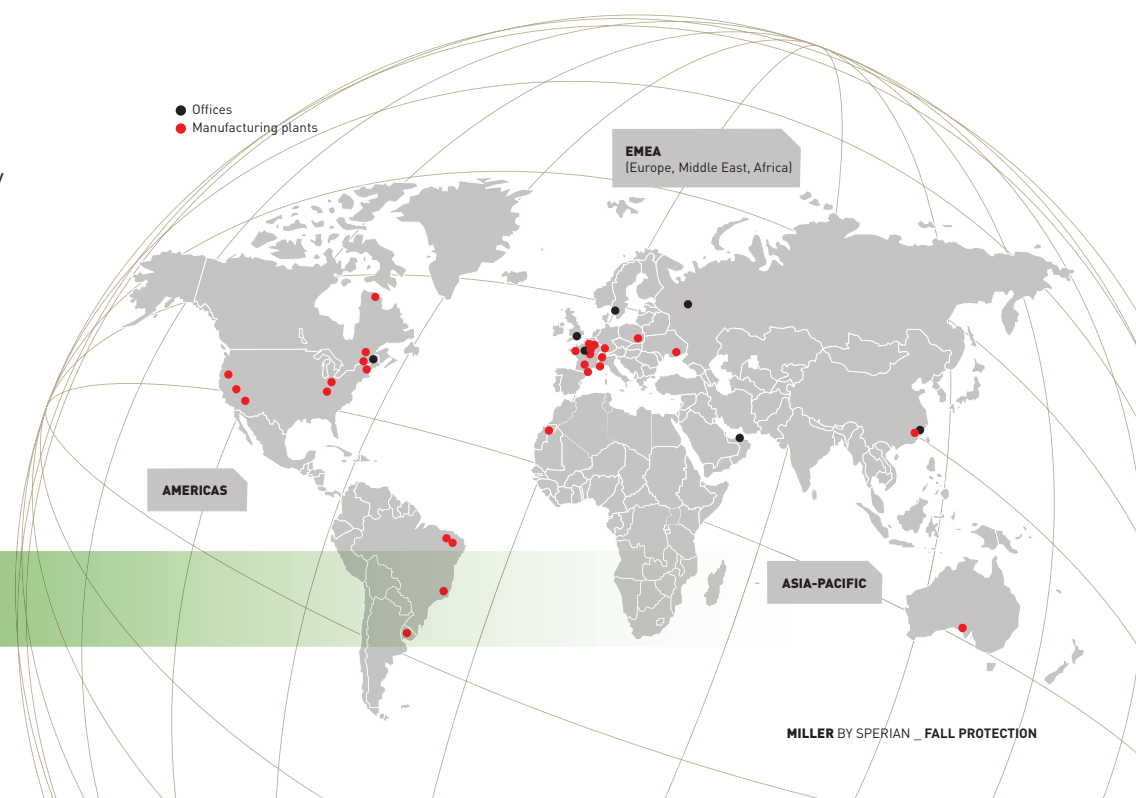 Offices
Manufacturing plants
EMEA
(Europe, Middle East, Africa)
AMERICAS
ASIA-PACIFIC
MILLER BY SPERIAN _ FALL PROTECTION